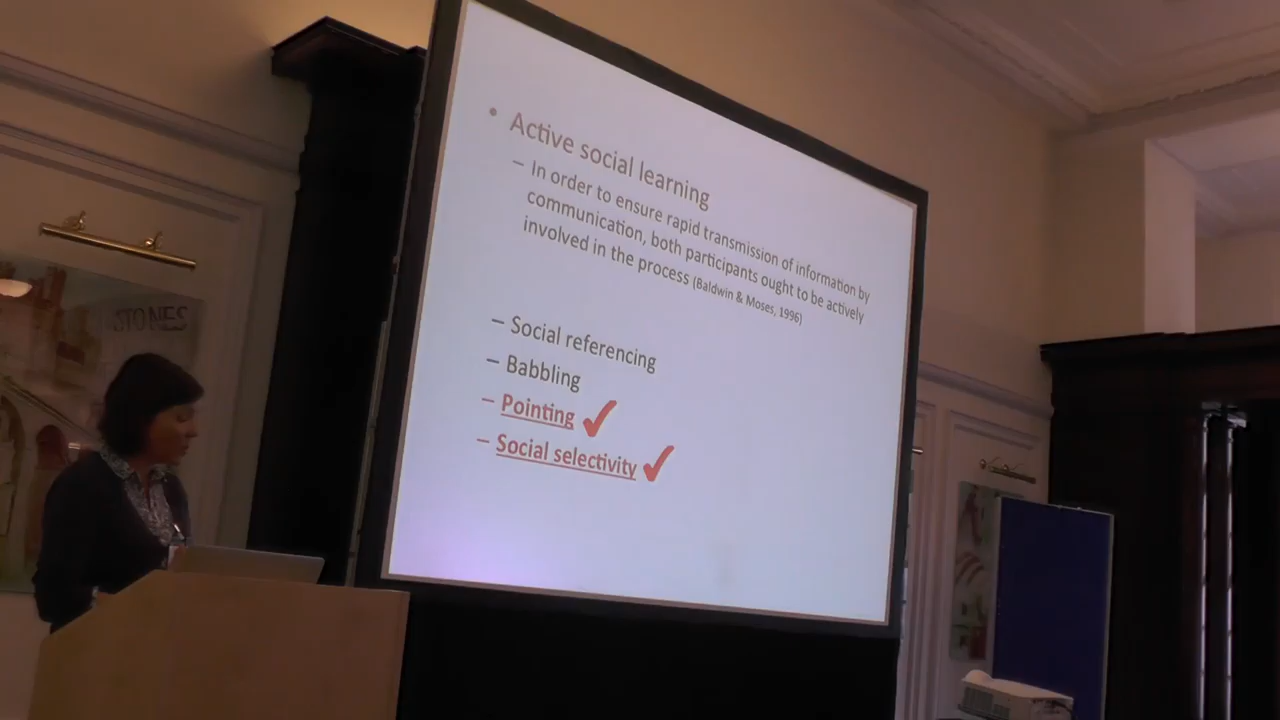 STONES
• Active social learning
– In order to ensure rapid transmission of information by
communication, both participants ought to be actively
involved in the process (Baldwin & Moses, 1996)
– Social referencing
– Babbling
– Pointing ✓
– Social selectivity ✓